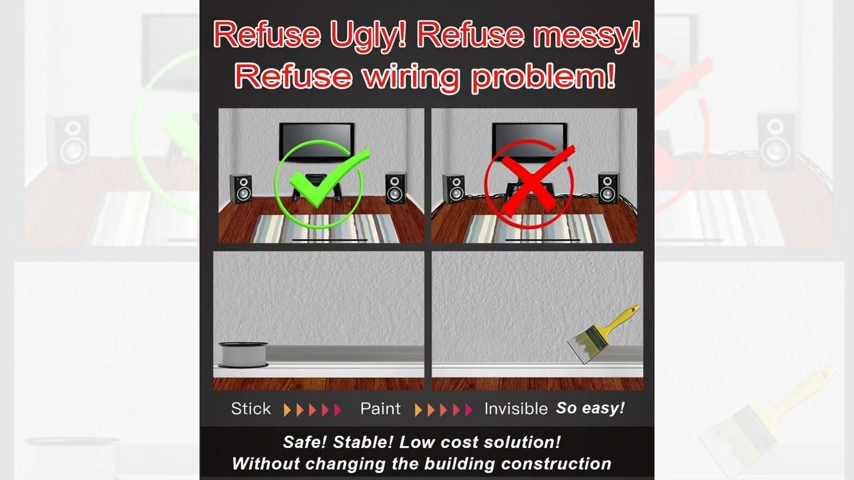 Refuse Ugly! Refuse messy!
Refuse wiring problem!
Stick Paint Invisible So easy!
Safe! Stable! Low cost solution!
Without changing the building construction